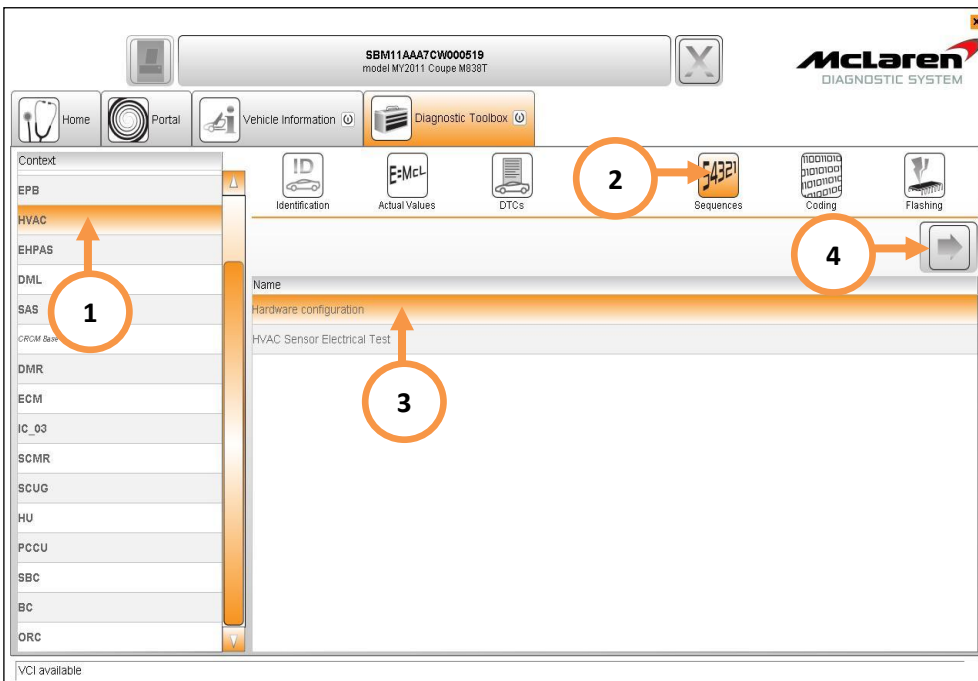 SBM11AAA7CW000519
model MY2011 Coupe M838T
McLaren
DIAGNOSTIC SYSTEM
Home
Portal
Vehicle Information
Diagnostic Toolbox
Context
EPB
HVAC
EHPAS
DML
SAS
CRCM Base
DMR
ECM
IC_03
SCMR
SCUG
HU
PCCU
SBC
BC
ORC
ID
Identification
E=McL
Actual Values
DTCs
54321
Sequences
Coding
Flashing
Name
Hardware configuration
HVAC Sensor Electrical Test
1
2
3
4
VCI available